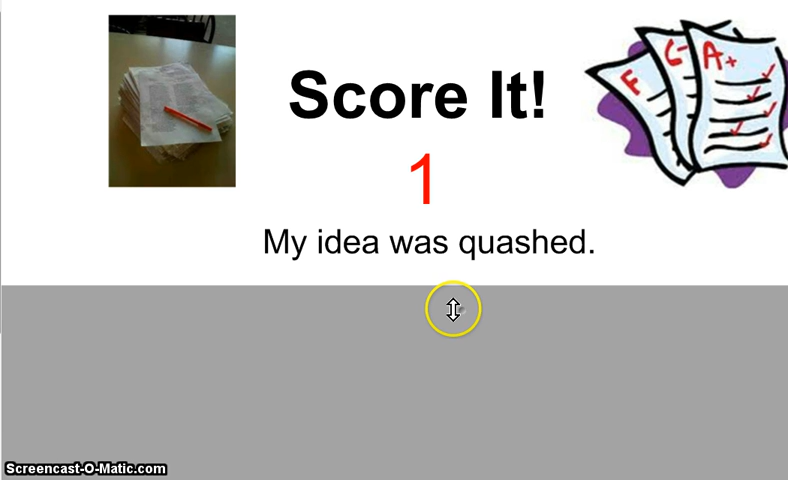 Score It!
F C- A+
1
My idea was quashed.
Screencast-O-Matic.com